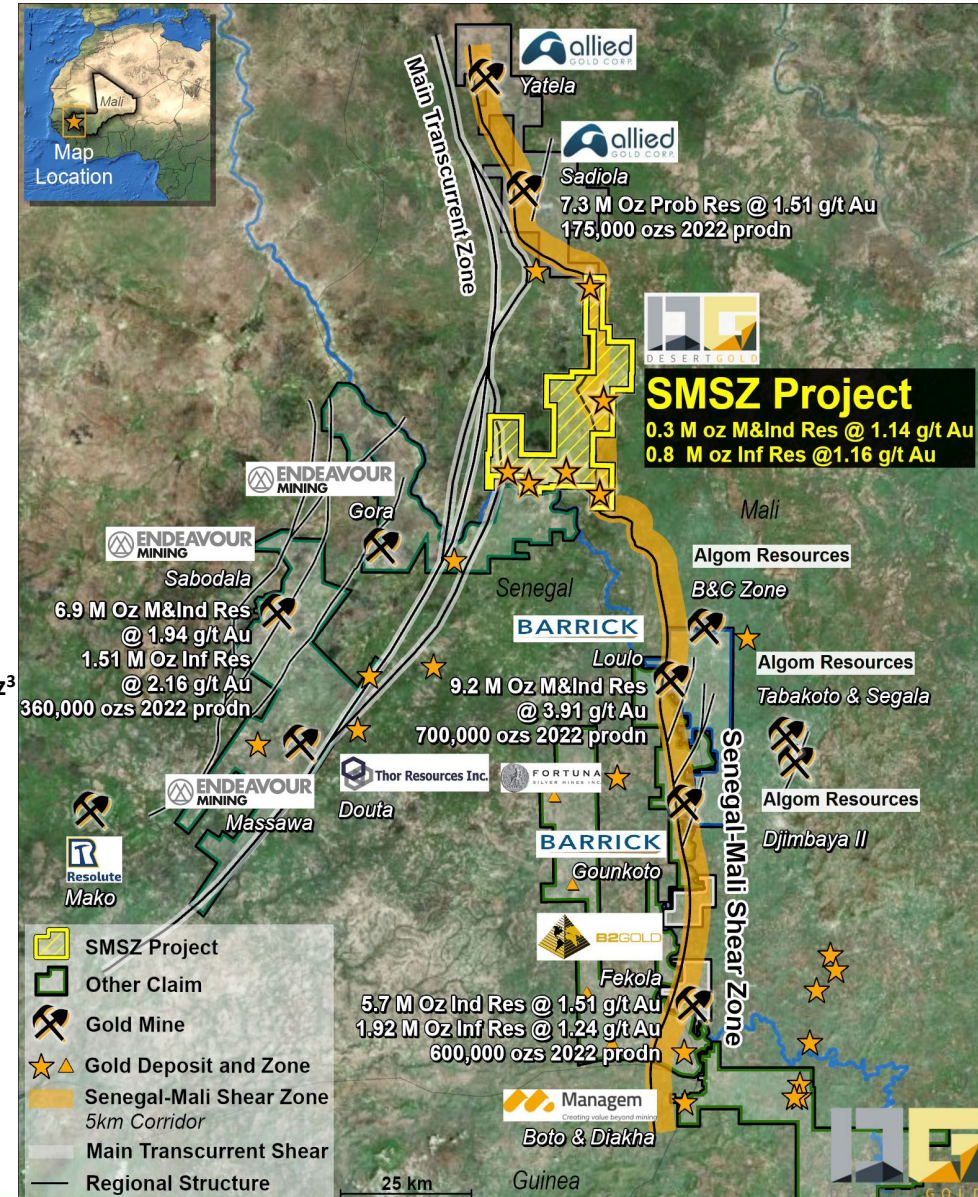 N
Mali
Map
Location
allied
GOLD CORP.
Yatela
Main Transcurrent Zone
allied
GOLD CORP.
Sadiola
7.3 M Oz Prob Res @ 1.51 g/t Au
175,000 ozs 2022 prodn
DESERTGOLD
SMSZ Project
0.3 M oz M&Ind Res @ 1.14 g/t Au
0.8 M oz Inf Res @1.16 g/t Au
ENDEAVOUR
MINING
Gora
Mali
ENDEAVOUR
MINING
Sabodala
6.9 M Oz M&Ind Res
@ 1.94 g/t Au
1.51 M Oz Inf Res
@ 2.16 g/t Au
360,000 ozs 2022 prodn
z³
Senegal
Algom Resources
B&C Zone
BARRICK
Loulo
9.2 M Oz M&Ind Res
@ 3.91 g/t Au
700,000 ozs 2022 prodn
Algom Resources
Tabakoto & Segala
Senegal-Mali Shear Zone
ENDEAVOUR
MINING
Massawa
Thor Resources Inc.
Douta
FORTUNA
SILVER MINES INC.
Algom Resources
Djimbaya II
BARRICK
Gounkoto
R
Resolute
Mako
B2GOLD
Fekola
5.7 M Oz Ind Res @ 1.51 g/t Au
1.92 M Oz Inf Res @ 1.24 g/t Au
600,000 ozs 2022 prodn
Managem
Creating value beyond mining
Boto & Diakha
Guinea
SMSZ Project
Other Claim
Gold Mine
Gold Deposit and Zone
Senegal-Mali Shear Zone
5km Corridor
Main Transcurrent Shear
Regional Structure
25 km
DG
GOLD